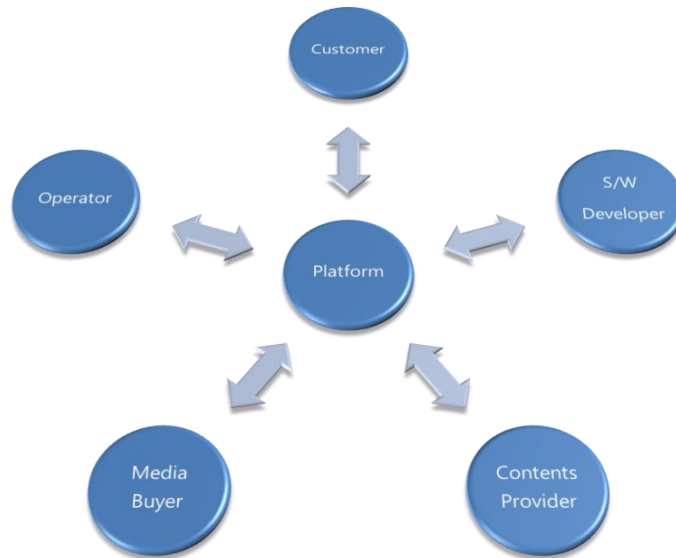 Customer
Operator
S/W
Developer
Platform
Media
Buyer
Contents
Provider